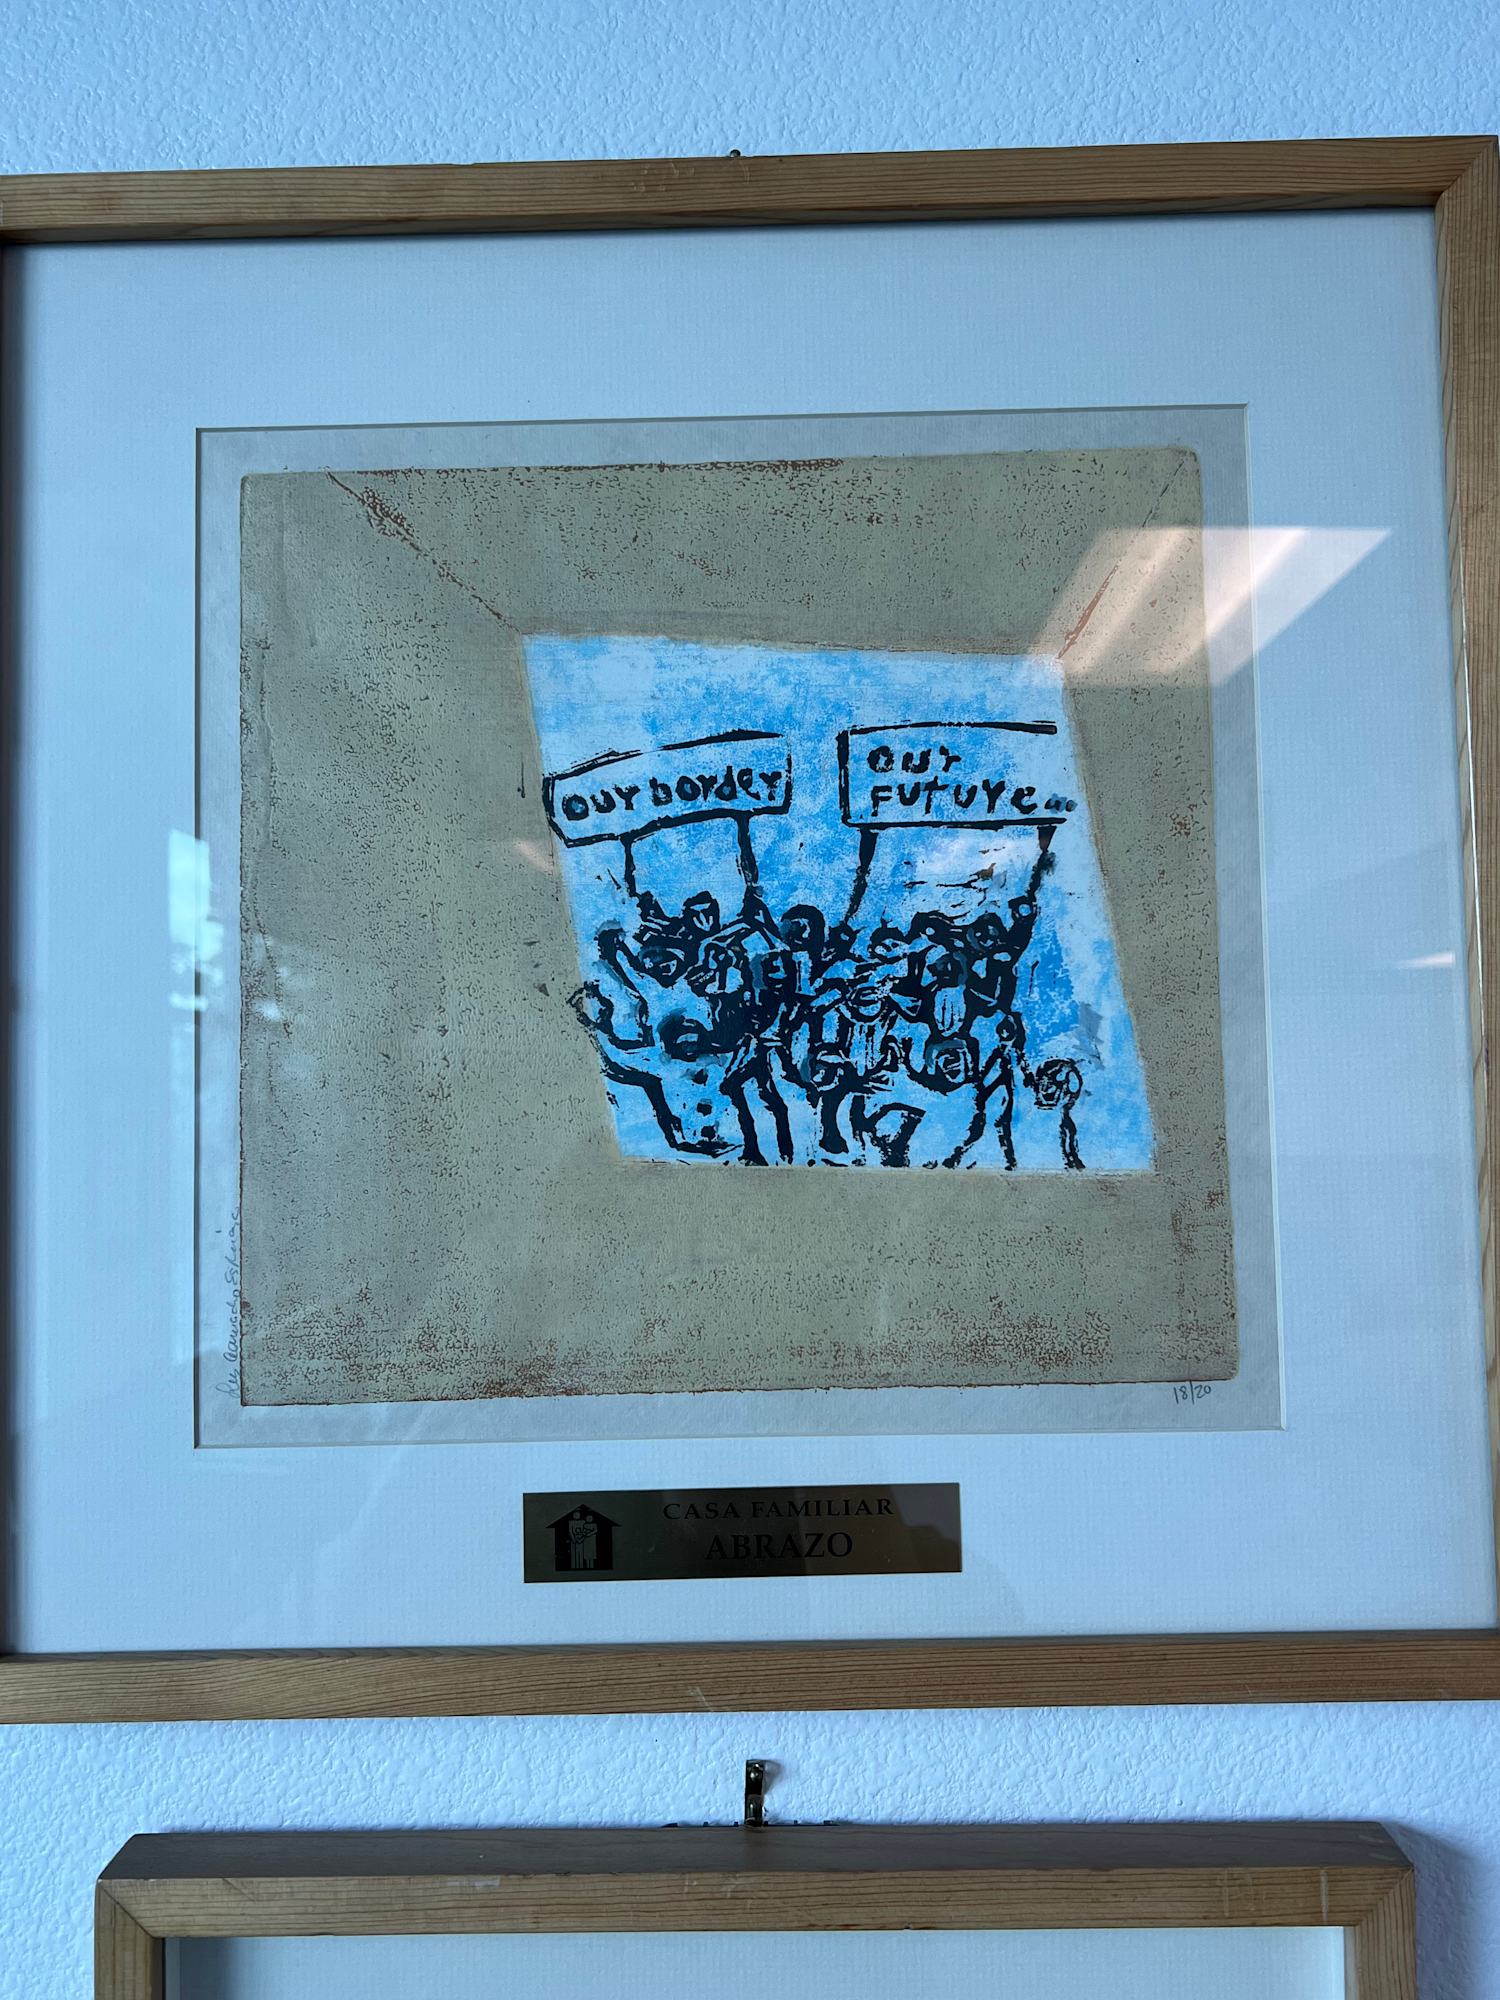 our border
our
future...
18/20
CASA FAMILIAR
ABRAZO